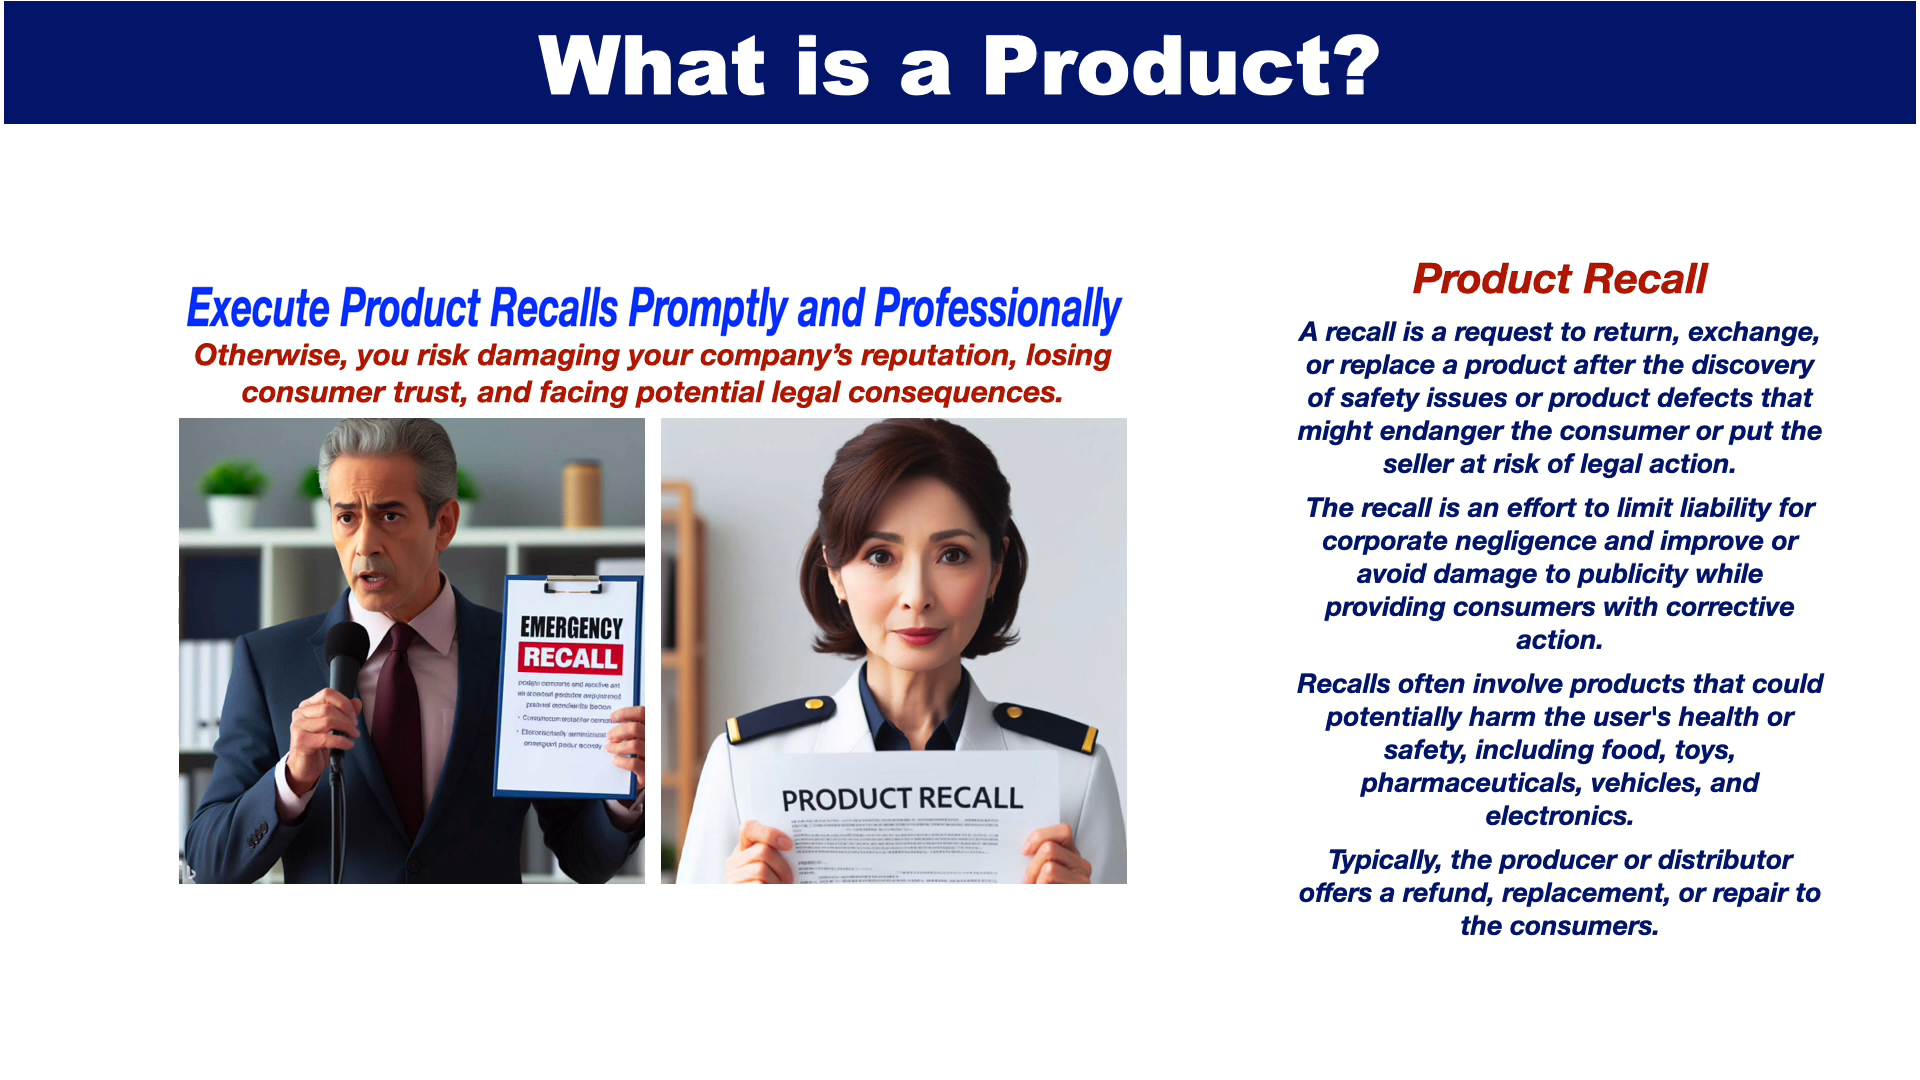 What is a Product?
Execute Product Recalls Promptly and Professionally
Otherwise, you risk damaging your company’s reputation, losing
consumer trust, and facing potential legal consequences.
EMERGENCY
RECALL
PRODUCT RECALL
Product Recall
A recall is a request to return, exchange,
or replace a product after the discovery
of safety issues or product defects that
might endanger the consumer or put the
seller at risk of legal action.
The recall is an effort to limit liability for
corporate negligence and improve or
avoid damage to publicity while
providing consumers with corrective
action.
Recalls often involve products that could
potentially harm the user's health or
safety, including food, toys,
pharmaceuticals, vehicles, and
electronics.
Typically, the producer or distributor
offers a refund, replacement, or repair to
the consumers.